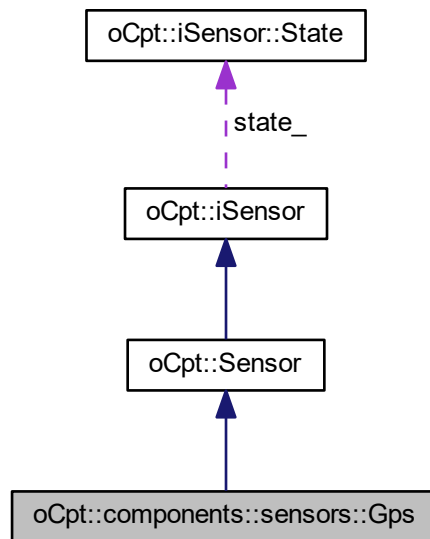 oCpt::iSensor::State
state_
oCpt::iSensor
oCpt::Sensor
oCpt::components::sensors::Gps